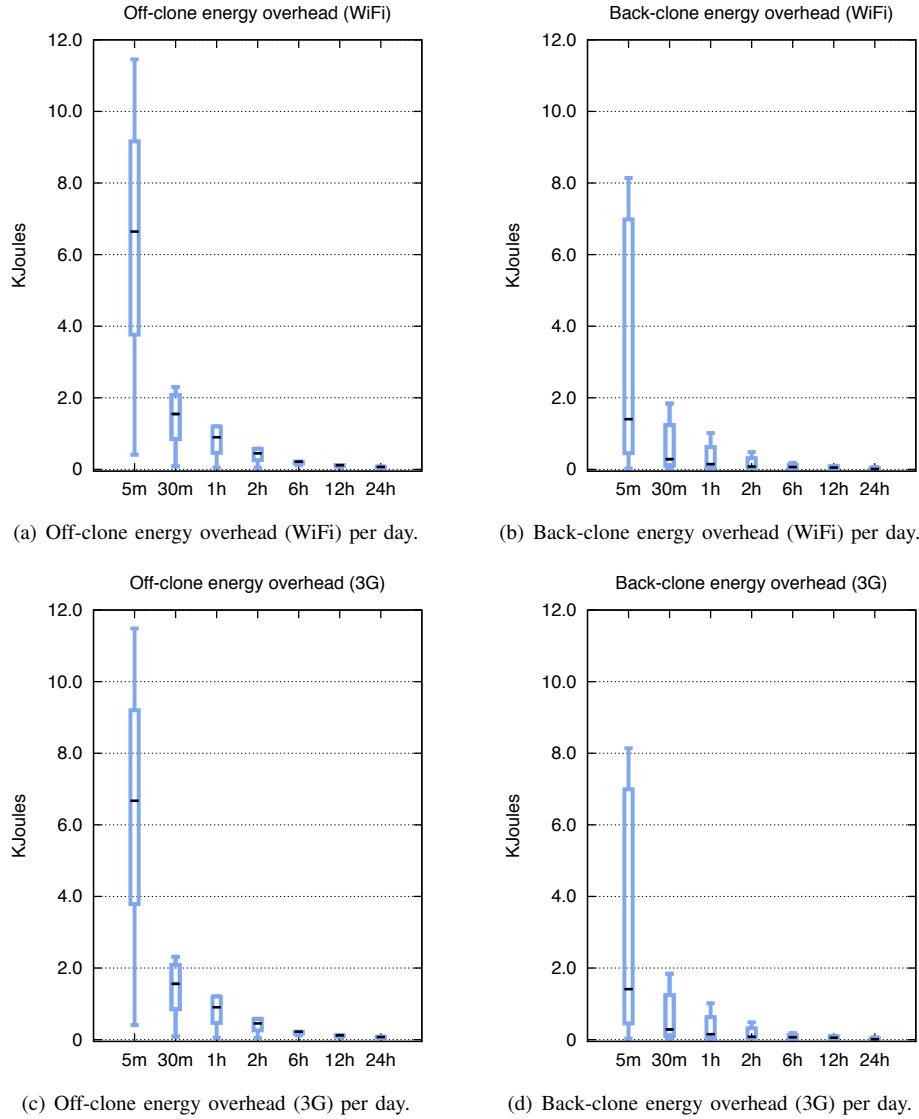 Off-clone energy overhead (WiFi)
12.0
10.0
8.0
6.0
4.0
2.0
0
KJoules
5m 30m 1h 2h 6h 12h 24h
(a) Off-clone energy overhead (WiFi) per day.
Back-clone energy overhead (WiFi)
12.0
10.0
8.0
6.0
4.0
2.0
0
KJoules
5m 30m 1h 2h 6h 12h 24h
(b) Back-clone energy overhead (WiFi) per day.
Off-clone energy overhead (3G)
12.0
10.0
8.0
6.0
4.0
2.0
0
KJoules
5m 30m 1h 2h 6h 12h 24h
(c) Off-clone energy overhead (3G) per day.
Back-clone energy overhead (3G)
12.0
10.0
8.0
6.0
4.0
2.0
0
KJoules
5m 30m 1h 2h 6h 12h 24h
(d) Back-clone energy overhead (3G) per day.